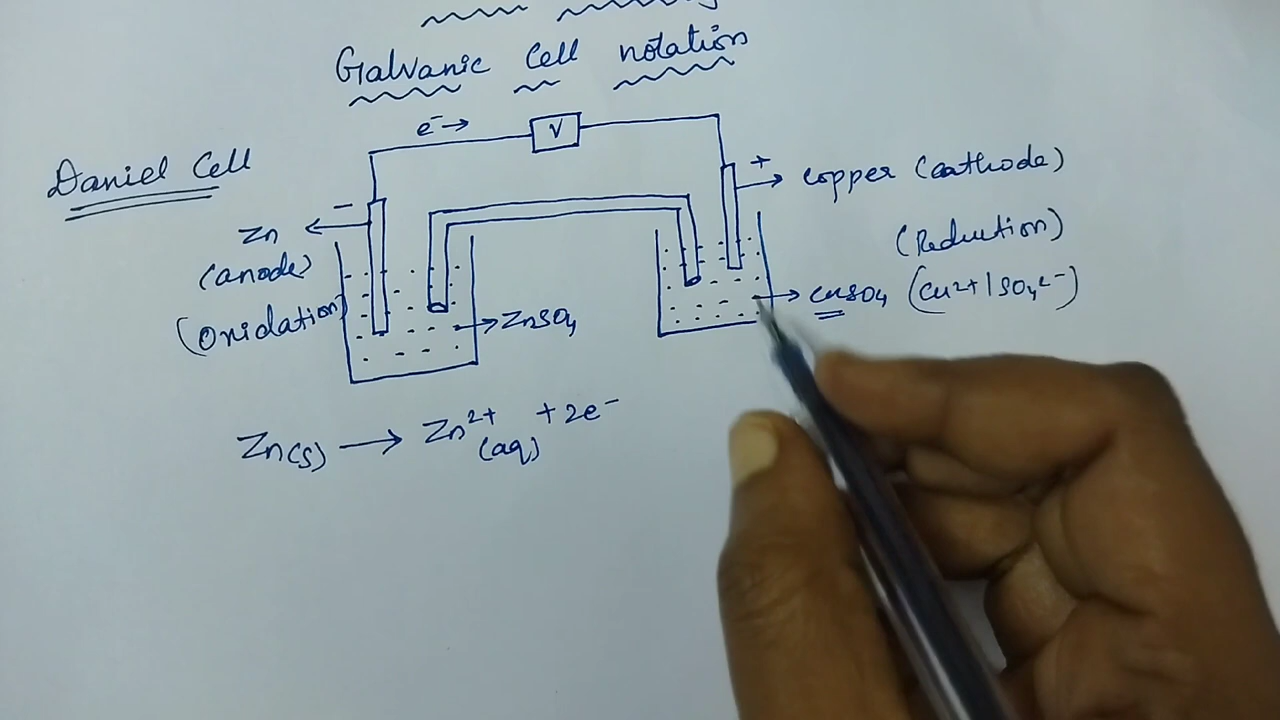 Galvanic Cell notation
e⁻→
V
Daniel Cell
+
→ copper (cathode)
−
Zn ←
(anode)
(Reduction)
(Oxidation)
→ ZnSO4
→ CuSO4 (Cu²⁺ | SO4²⁻)
Zn(s) → Zn²⁺ (aq) + 2e⁻